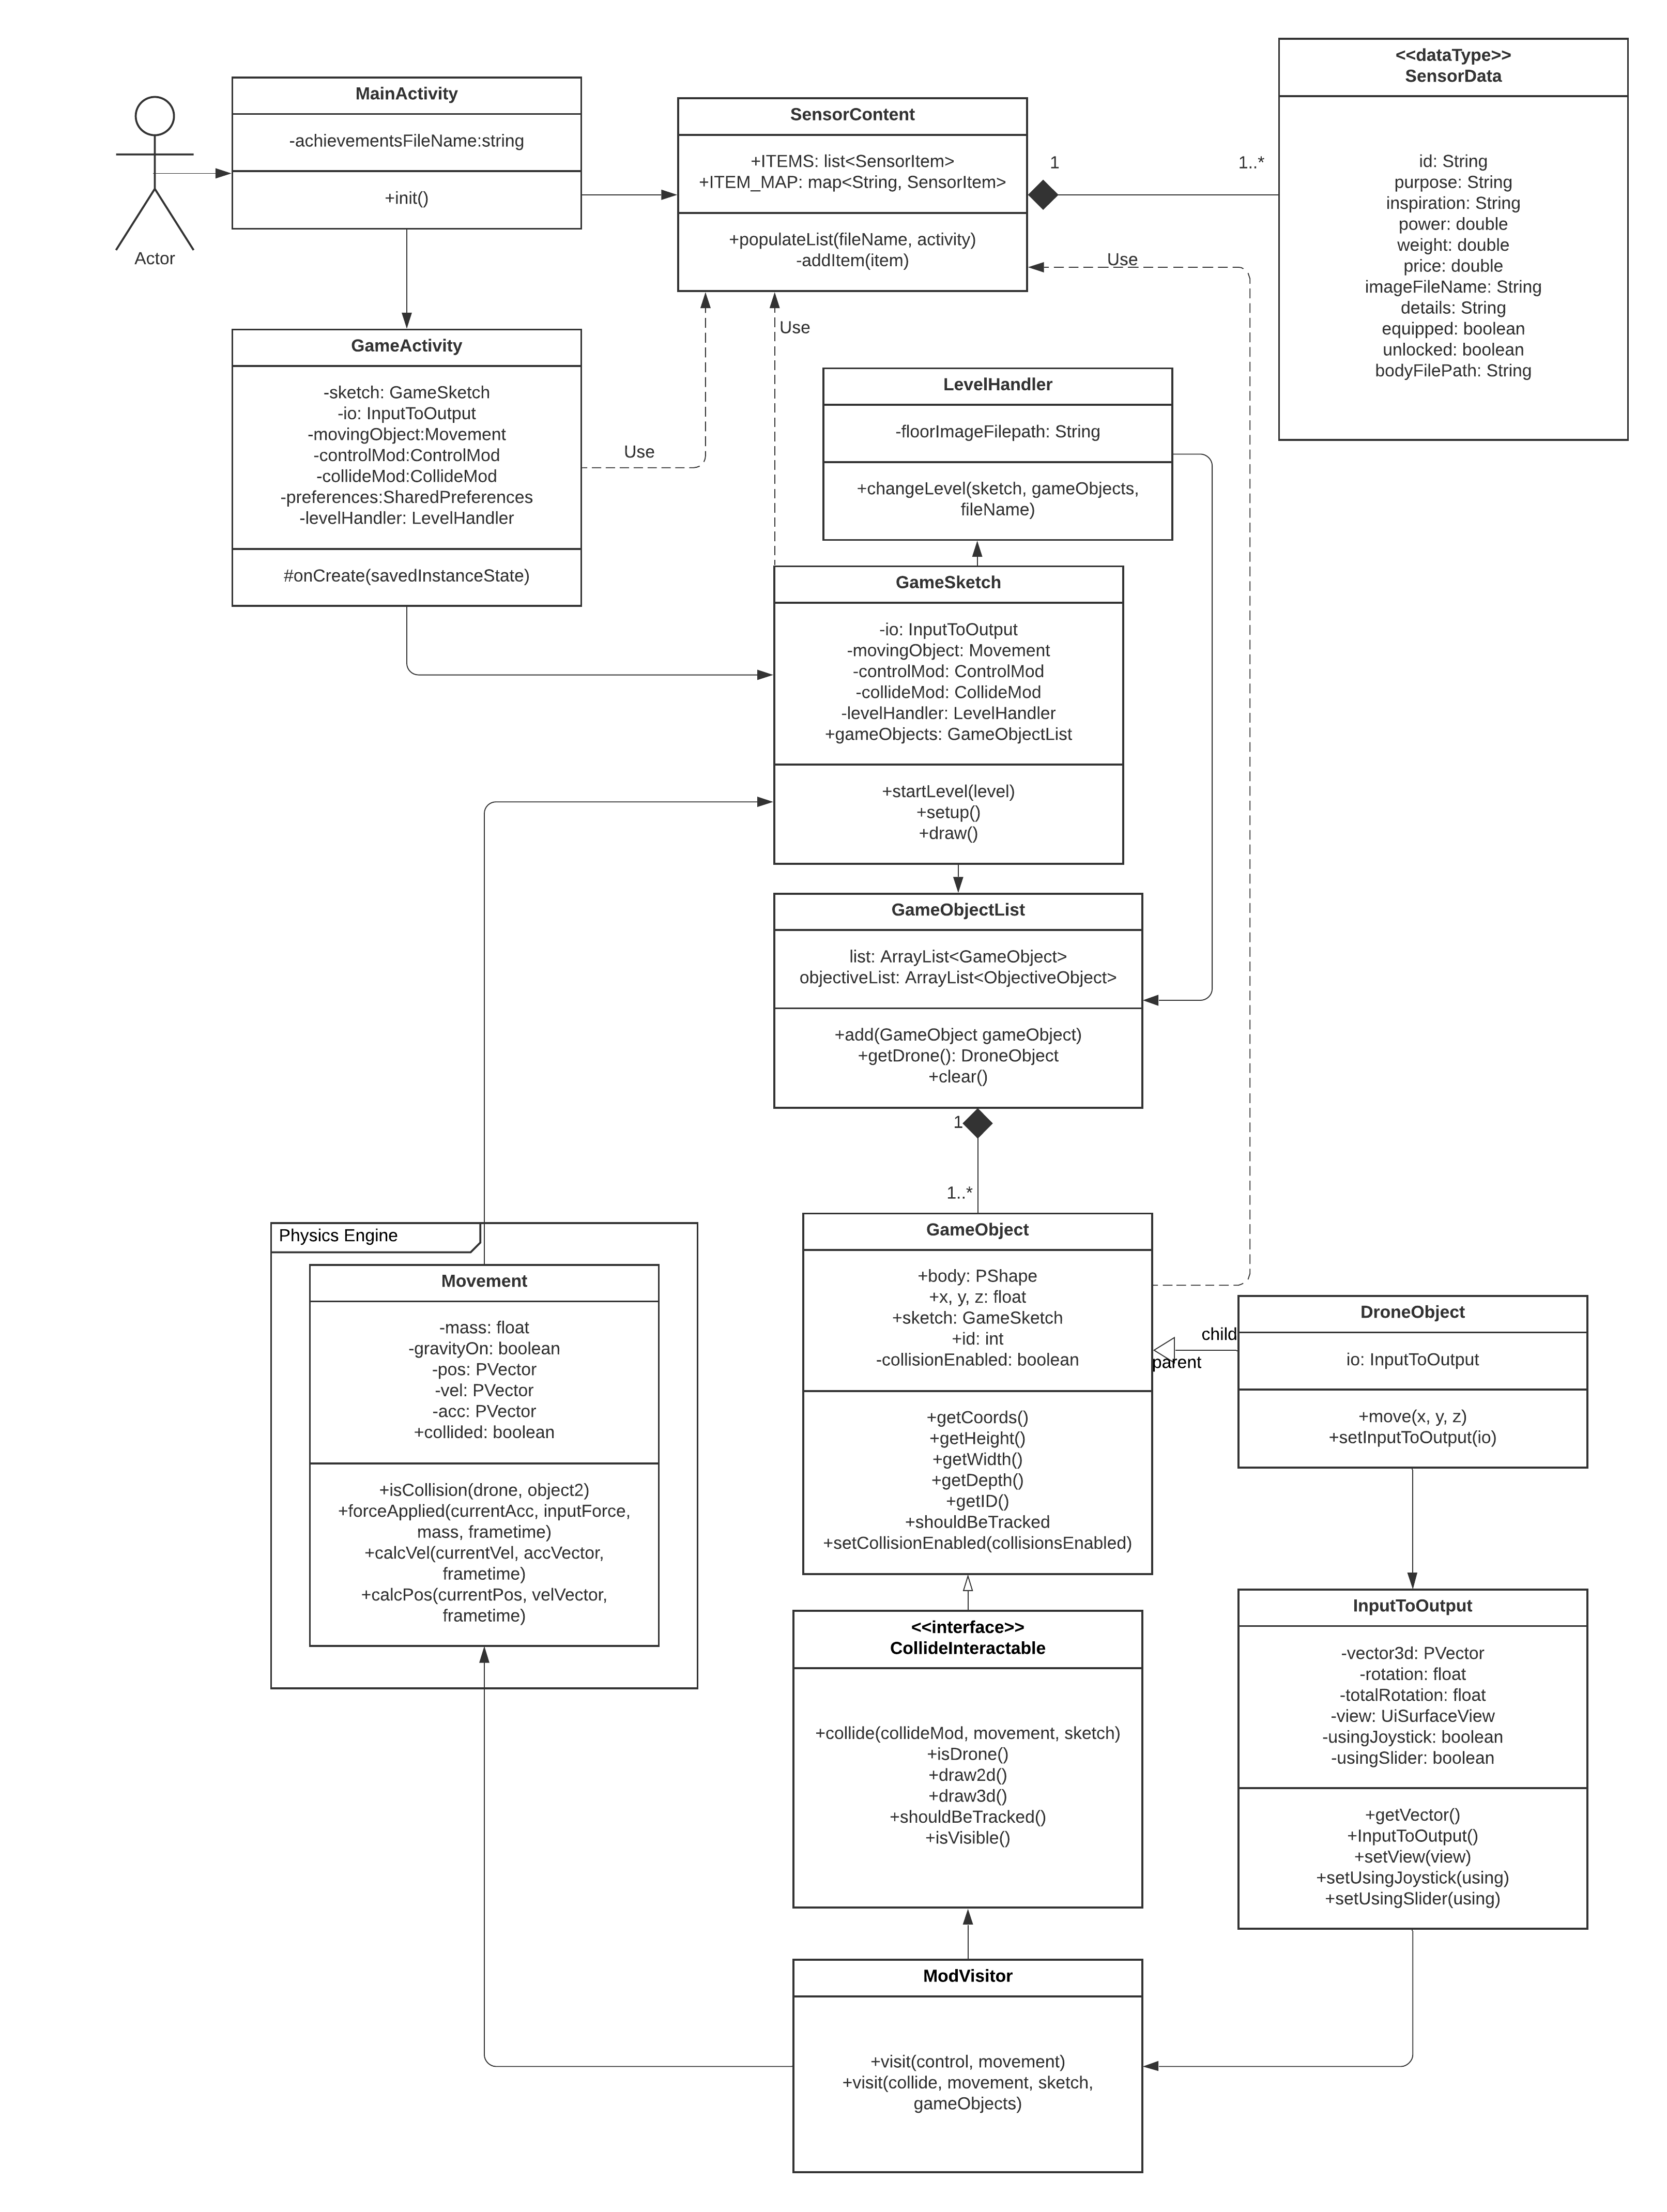 Actor
MainActivity
-achievementsFileName:string
+init()
SensorContent
+ITEMS: list<SensorItem>
+ITEM_MAP: map<String, SensorItem>
+populateList(fileName, activity)
-addItem(item)
1
1..*
<<dataType>>
SensorData
id: String
purpose: String
inspiration: String
power: double
weight: double
price: double
imageFileName: String
details: String
equipped: boolean
unlocked: boolean
bodyFilePath: String
Use
Use
Use
GameActivity
-sketch: GameSketch
-io: InputToOutput
-movingObject:Movement
-controlMod:ControlMod
-collideMod:CollideMod
-preferences:SharedPreferences
-levelHandler: LevelHandler
#onCreate(savedInstanceState)
LevelHandler
-floorImageFilepath: String
+changeLevel(sketch, gameObjects,
fileName)
GameSketch
-io: InputToOutput
-movingObject: Movement
-controlMod: ControlMod
-collideMod: CollideMod
-levelHandler: LevelHandler
+gameObjects: GameObjectList
+startLevel(level)
+setup()
+draw()
GameObjectList
list: ArrayList<GameObject>
objectiveList: ArrayList<ObjectiveObject>
+add(GameObject gameObject)
+getDrone(): DroneObject
+clear()
1
1..*
Physics Engine
Movement
-mass: float
-gravityOn: boolean
-pos: PVector
-vel: PVector
-acc: PVector
+collided: boolean
+isCollision(drone, object2)
+forceApplied(currentAcc, inputForce,
mass, frametime)
+calcVel(currentVel, accVector,
frametime)
+calcPos(currentPos, velVector,
frametime)
GameObject
+body: PShape
+x, y, z: float
+sketch: GameSketch
+id: int
-collisionEnabled: boolean
+getCoords()
+getHeight()
+getWidth()
+getDepth()
+getID()
+shouldBeTracked
+setCollisionEnabled(collisionsEnabled)
child
parent
DroneObject
io: InputToOutput
+move(x, y, z)
+setInputToOutput(io)
<<interface>>
CollideInteractable
+collide(collideMod, movement, sketch)
+isDrone()
+draw2d()
+draw3d()
+shouldBeTracked()
+isVisible()
InputToOutput
-vector3d: PVector
-rotation: float
-totalRotation: float
-view: UiSurfaceView
-usingJoystick: boolean
-usingSlider: boolean
+getVector()
+InputToOutput()
+setView(view)
+setUsingJoystick(using)
+setUsingSlider(using)
ModVisitor
+visit(control, movement)
+visit(collide, movement, sketch,
gameObjects)